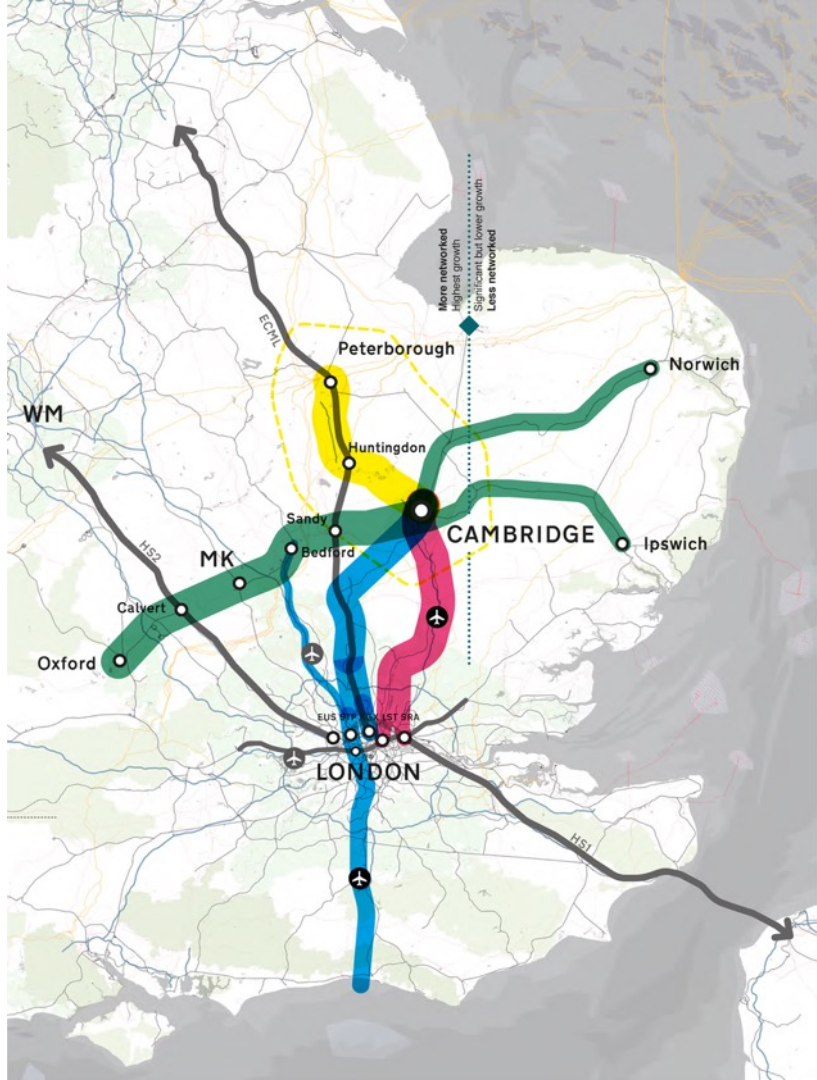 More networked
Highest growth
Significant but lower growth
Less networked
ECML
Peterborough
Norwich
WM
Huntingdon
Sandy
CAMBRIDGE
HS2
MK
Bedford
Ipswich
Calvert
Oxford
EUS STP KGX LST SRA
LONDON
HS1